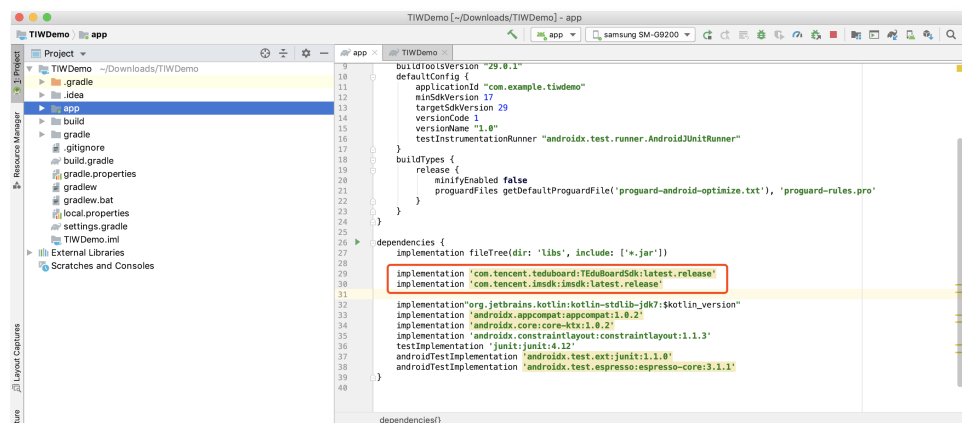 TIWDemo [~/Downloads/TIWDemo] - app
TIWDemo app
app samsung SM-G9200
1: Project
Resource Manager
Layout Captures
Project
TIWDemo ~/Downloads/TIWDemo
.gradle
.idea
app
build
gradle
.gitignore
build.gradle
gradle.properties
gradlew
gradlew.bat
local.properties
settings.gradle
TIWDemo.iml
External Libraries
Scratches and Consoles
app TIWDemo
9 buildToolsVersion "29.0.1"
10 defaultConfig {
11 applicationId "com.example.tiwdemo"
12 minSdkVersion 17
13 targetSdkVersion 29
14 versionCode 1
15 versionName "1.0"
16 testInstrumentationRunner "androidx.test.runner.AndroidJUnitRunner"
17 }
18 buildTypes {
19 release {
20 minifyEnabled false
21 proguardFiles getDefaultProguardFile('proguard-android-optimize.txt'), 'proguard-rules.pro'
22 }
23 }
24 }
25
26 dependencies {
27 implementation fileTree(dir: 'libs', include: ['*.jar'])
28
29 implementation 'com.tencent.teduboard:TEduBoardSdk:latest.release'
30 implementation 'com.tencent.imsdk:imsdk:latest.release'
31
32 implementation"org.jetbrains.kotlin:kotlin-stdlib-jdk7:$kotlin_version"
33 implementation 'androidx.appcompat:appcompat:1.0.2'
34 implementation 'androidx.core:core-ktx:1.0.2'
35 implementation 'androidx.constraintlayout:constraintlayout:1.1.3'
36 testImplementation 'junit:junit:4.12'
37 androidTestImplementation 'androidx.test.ext:junit:1.1.0'
38 androidTestImplementation 'androidx.test.espresso:espresso-core:3.1.1'
39 }
40
dependencies{}